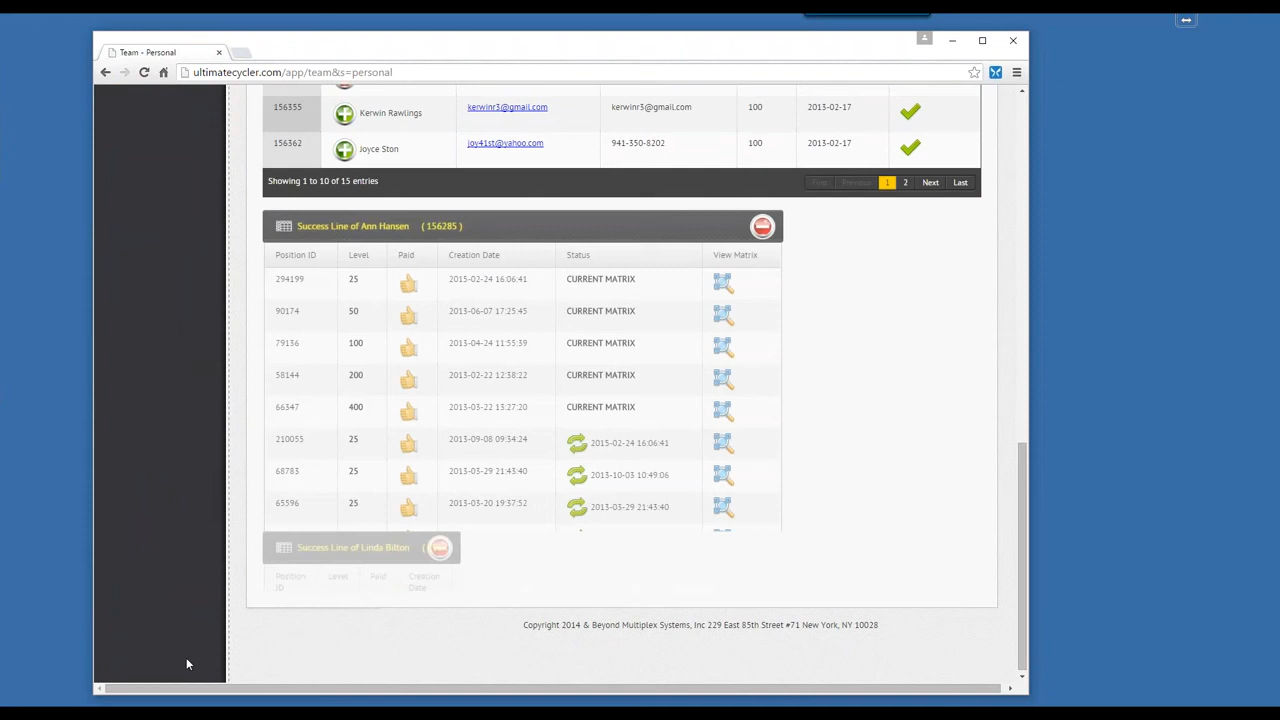 Team - Personal
ultimatecycler.com/app/team&s=personal
156355 Kerwin Rawlings kerwinr3@gmail.com kerwinr3@gmail.com 100 2013-02-17
156362 Joyce Ston joy41st@yahoo.com 941-350-8202 100 2013-02-17
Showing 1 to 10 of 15 entries First Previous 1 2 Next Last
Success Line of Ann Hansen ( 156285 )
Position ID Level Paid Creation Date Status View Matrix
294199 25 2015-02-24 16:06:41 CURRENT MATRIX
90174 50 2013-06-07 17:25:45 CURRENT MATRIX
79136 100 2013-04-24 11:55:39 CURRENT MATRIX
58144 200 2013-02-22 12:38:22 CURRENT MATRIX
66347 400 2013-03-22 13:27:20 CURRENT MATRIX
210055 25 2013-09-08 09:34:24 2015-02-24 16:06:41
68783 25 2013-03-29 21:43:40 2013-10-03 10:49:06
65596 25 2013-03-20 19:37:52 2013-03-29 21:43:40
Success Line of Linda Bilton (
Position Level Paid Creation
ID Date
Copyright 2014 & Beyond Multiplex Systems, Inc 229 East 85th Street #71 New York, NY 10028